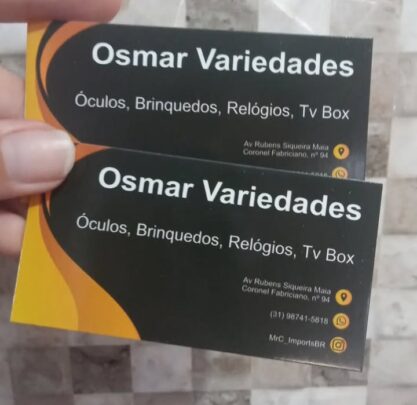 Osmar Variedades
Óculos, Brinquedos, Relógios, Tv Box
Av Rubens Siqueira Maia
Coronel Fabriciano, nº 94
Osmar Variedades
Óculos, Brinquedos, Relógios, Tv Box
Av Rubens Siqueira Maia
Coronel Fabriciano, nº 94
(31) 98741-5818
MrC_ImportsBR